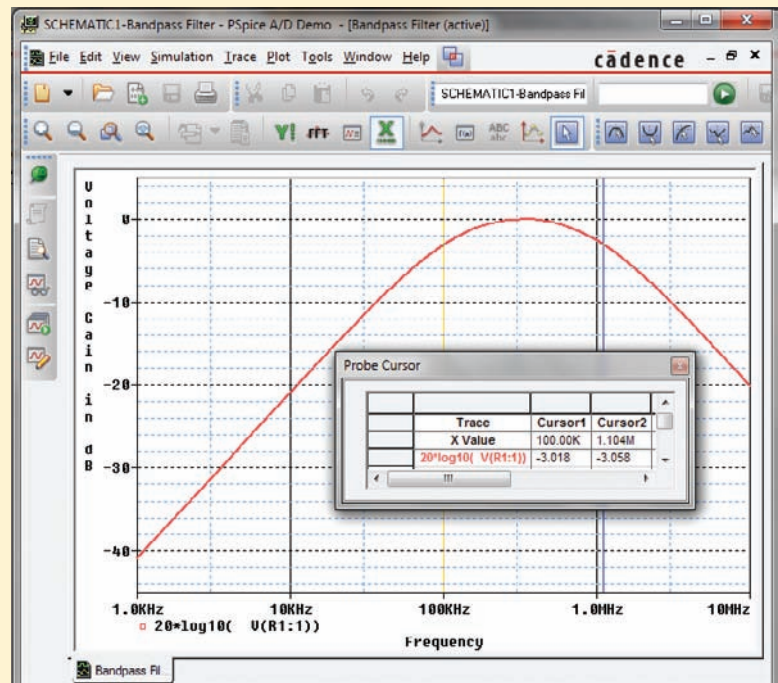 SCHEMATIC1-Bandpass Filter - PSpice A/D Demo - [Bandpass Filter (active)]
File Edit View Simulation Trace Plot Tools Window Help
cādence
SCHEMATIC1-Bandpass Fil
FFT
ABC
abc
Voltage Gain in dB
0
-10
-20
-30
-40
Probe Cursor
Trace Cursor1 Cursor2
X Value 100.00K 1.104M
20*log10( V(R1:1)) -3.018 -3.058
1.0KHz 10KHz 100KHz 1.0MHz 10MHz
20*log10( V(R1:1))
Frequency
Bandpass Fil...